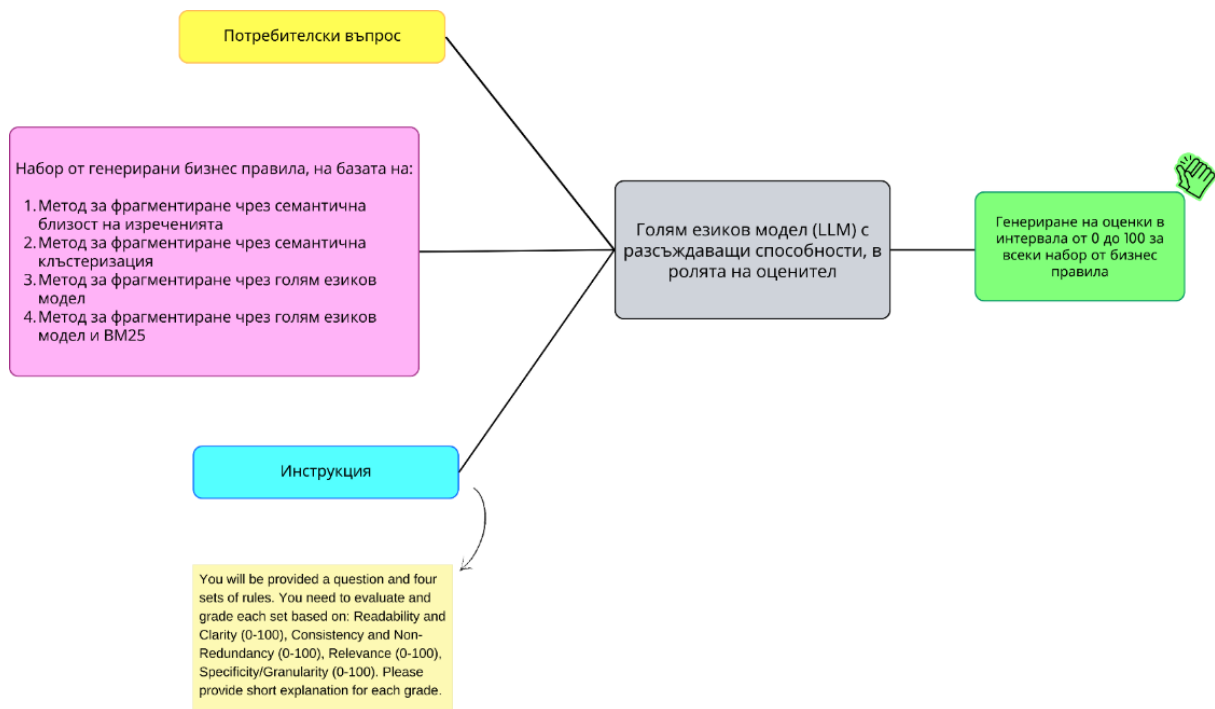 Потребителски въпрос
Набор от генерирани бизнес правила, на базата на:
1. Метод за фрагментиране чрез семантична
близост на изреченията
2. Метод за фрагментиране чрез семантична
клъстеризация
3. Метод за фрагментиране чрез голям езиков
модел
4. Метод за фрагментиране чрез голям езиков
модел и BM25
Голям езиков модел (LLM) с
разсъждаващи способности, в
ролята на оценител
Генериране на оценки в
интервала от 0 до 100 за
всеки набор от бизнес
правила
Инструкция
You will be provided a question and four
sets of rules. You need to evaluate and
grade each set based on: Readability and
Clarity (0-100), Consistency and Non-
Redundancy (0-100), Relevance (0-100),
Specificity/Granularity (0-100). Please
provide short explanation for each grade.